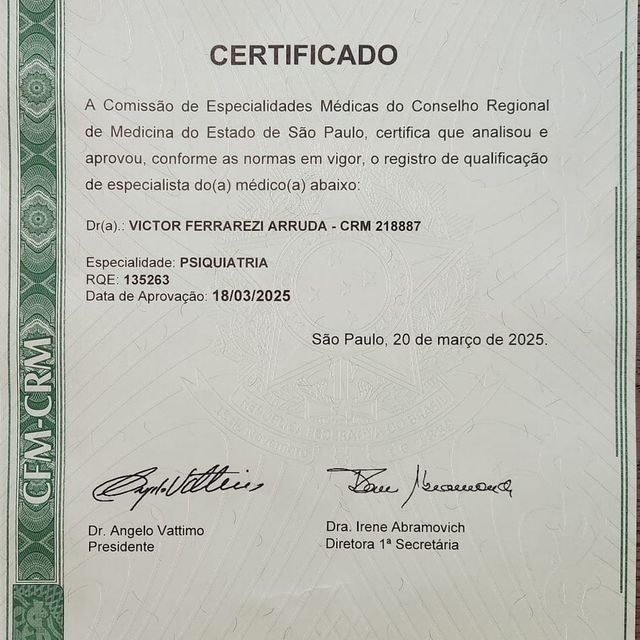 CERTIFICADO
A Comissão de Especialidades Médicas do Conselho Regional
de Medicina do Estado de São Paulo, certifica que analisou e
aprovou, conforme as normas em vigor, o registro de qualificação
de especialista do(a) médico(a) abaixo:
Dr(a).: VICTOR FERRAREZI ARRUDA - CRM 218887
Especialidade: PSIQUIATRIA
RQE: 135263
Data de Aprovação: 18/03/2025
São Paulo, 20 de março de 2025.
CFM-CRM
Dr. Angelo Vattimo
Presidente
Dra. Irene Abramovich
Diretora 1ª Secretária